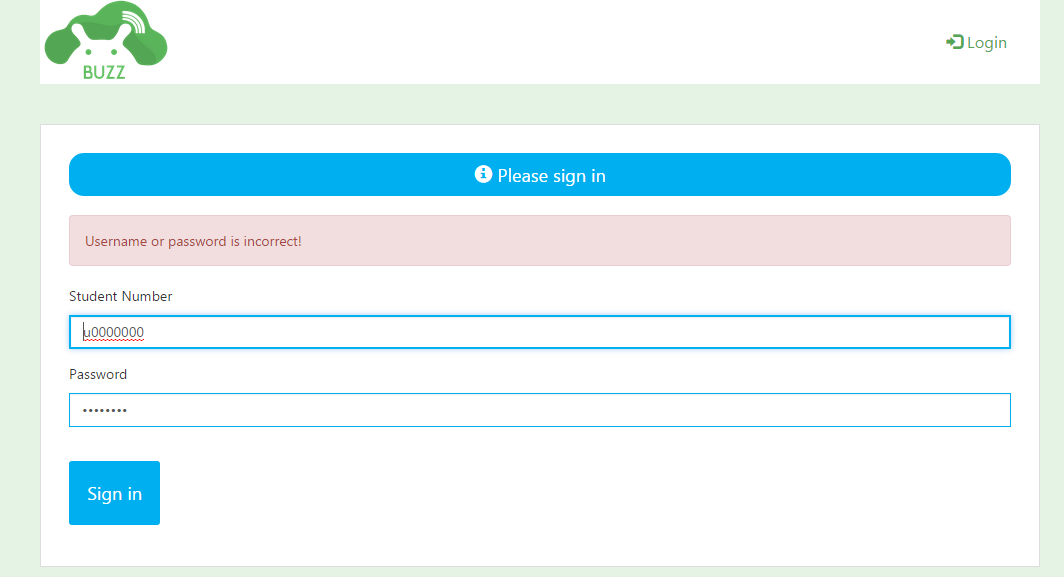 BUZZ
Login
Please sign in
Username or password is incorrect!
Student Number
u0000000
Password
••••••••
Sign in